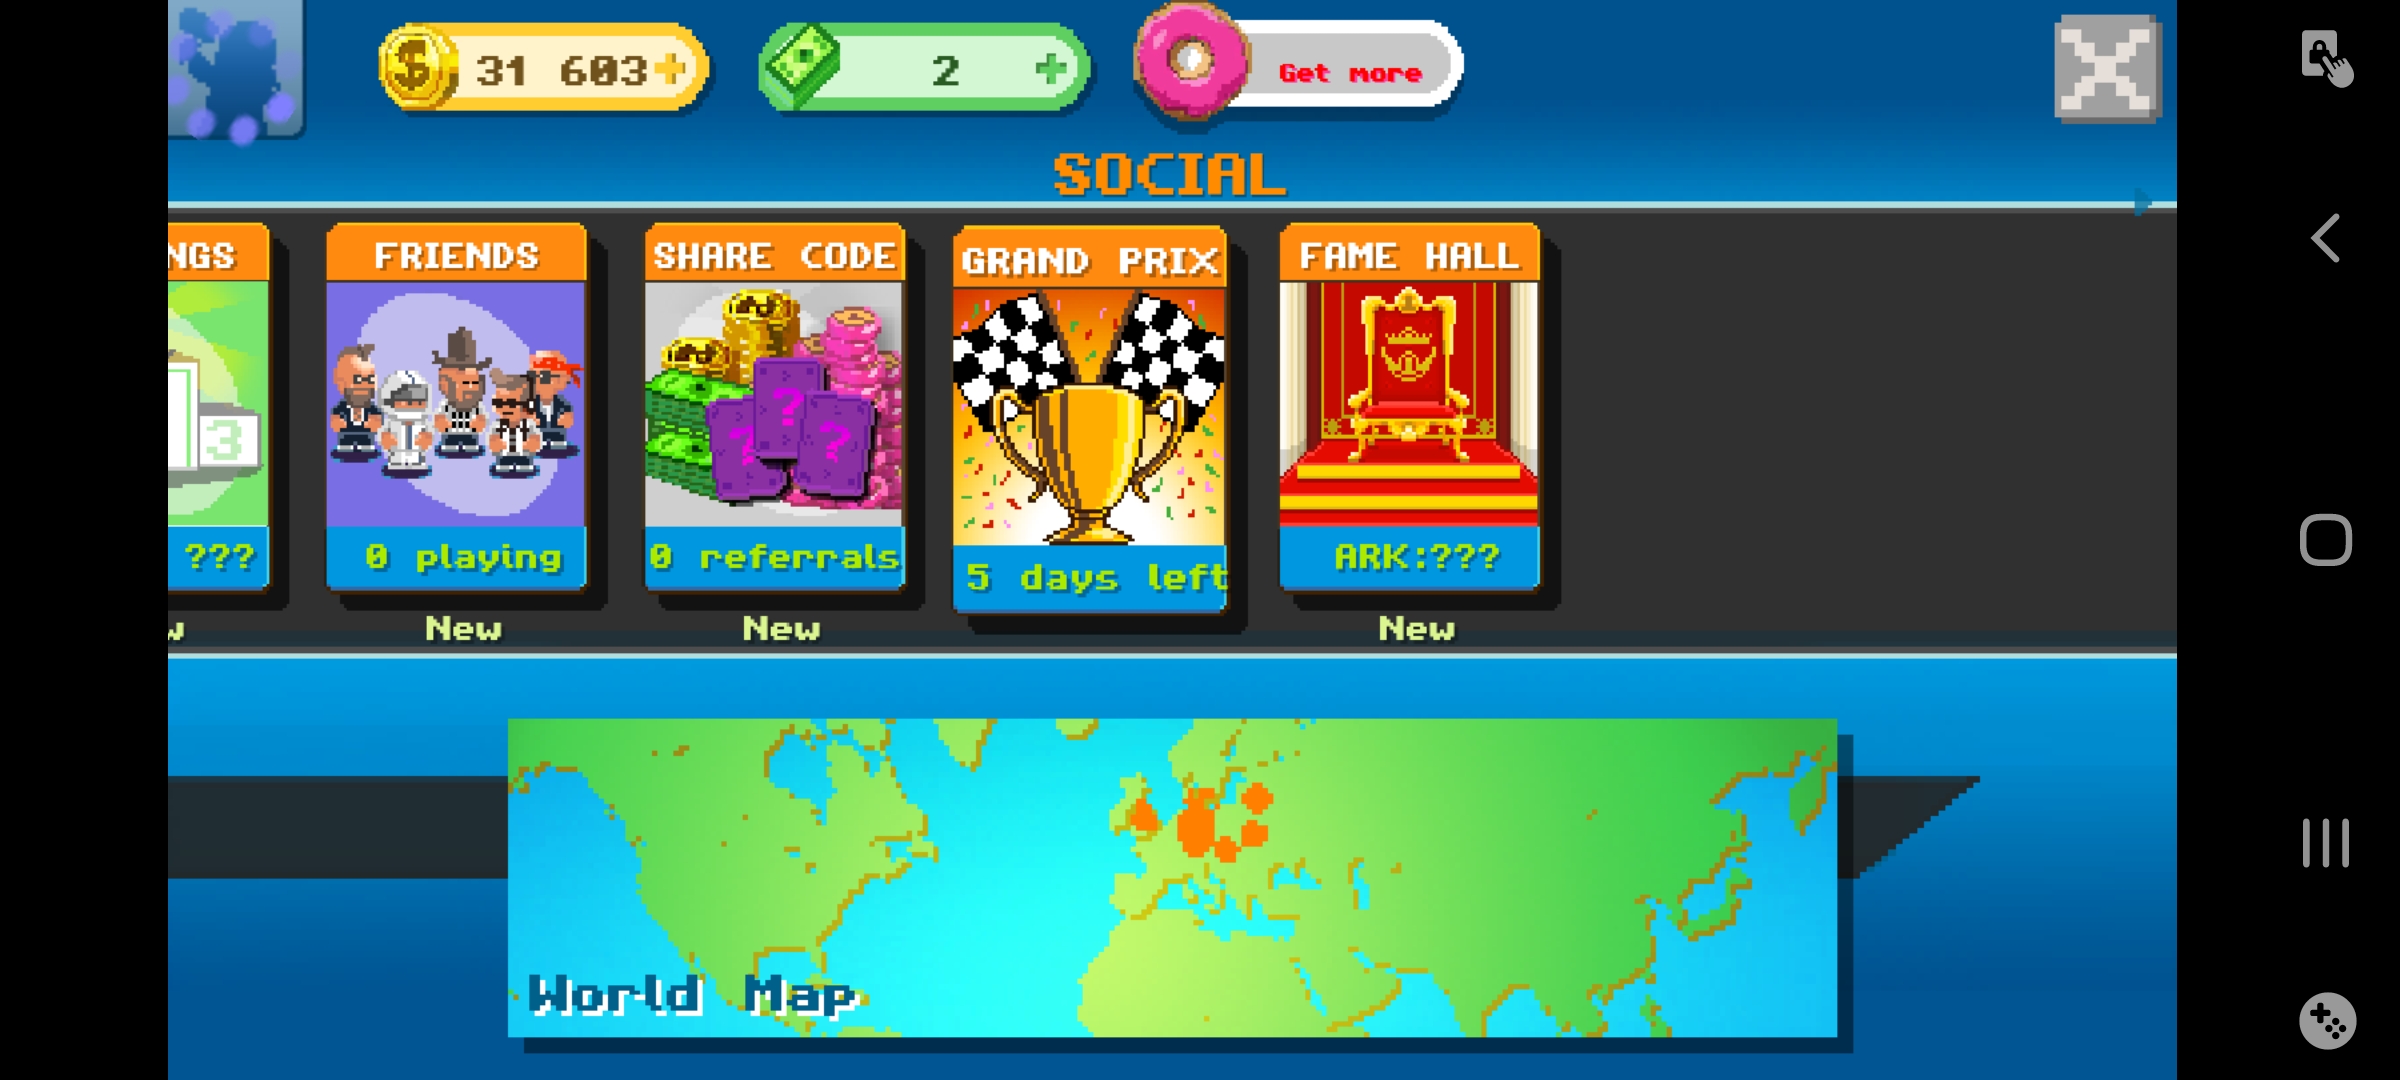 31 603
2
Get more
SOCIAL
NGS
FRIENDS
SHARE CODE
GRAND PRIX
FAME HALL
3
? ? ?
???
0 playing
0 referrals
5 days left
ARK:???
w
New
New
New
World Map